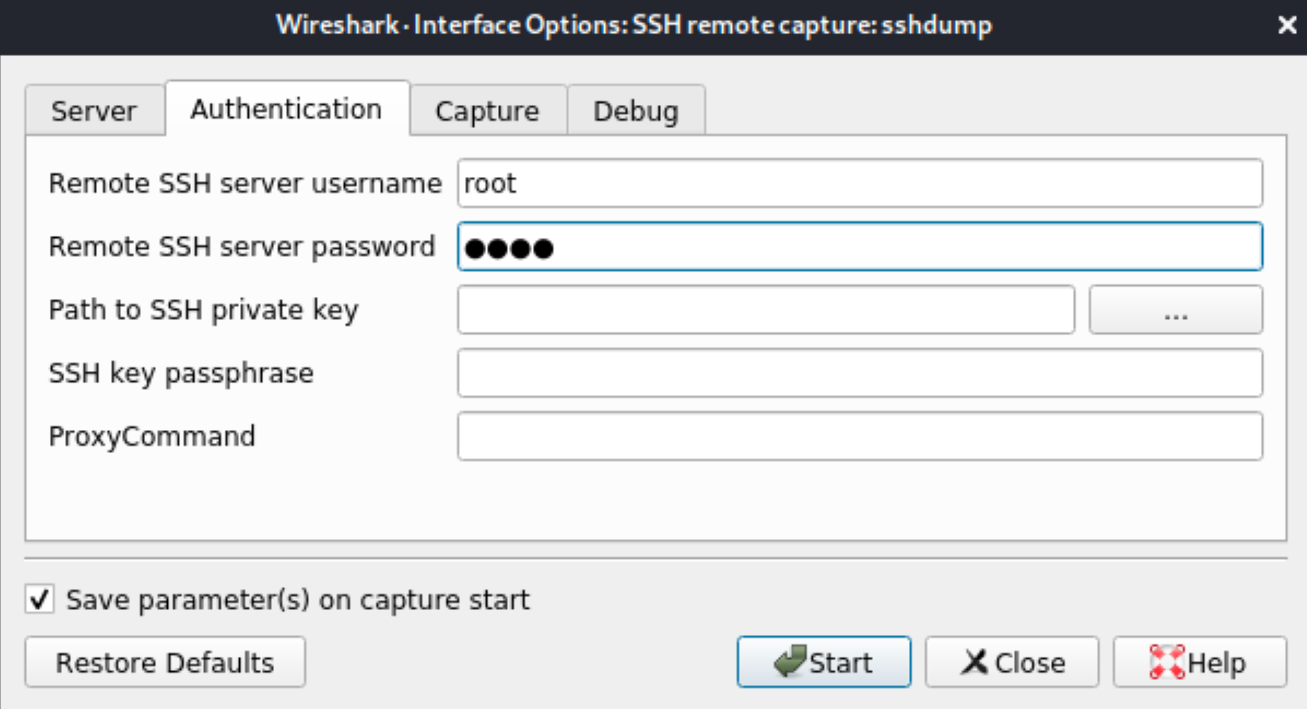 Wireshark · Interface Options: SSH remote capture: sshdump
Server Authentication Capture Debug
Remote SSH server username root
Remote SSH server password ●●●●
Path to SSH private key ...
SSH key passphrase
ProxyCommand
Save parameter(s) on capture start
Restore Defaults Start Close Help